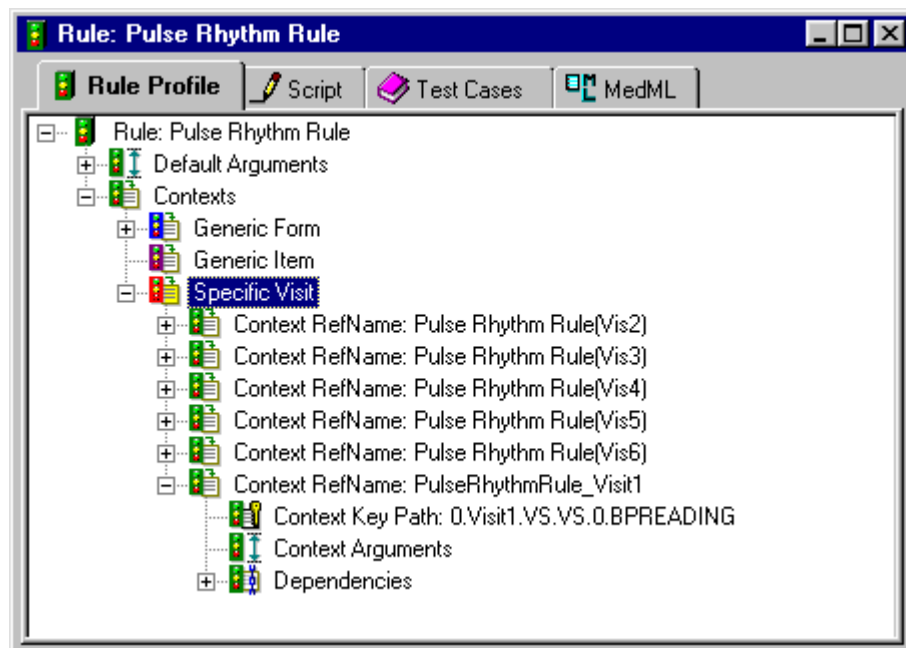 Rule: Pulse Rhythm Rule
Rule Profile Script Test Cases MedML
Rule: Pulse Rhythm Rule
Default Arguments
Contexts
Generic Form
Generic Item
Specific Visit
Context RefName: Pulse Rhythm Rule(Vis2)
Context RefName: Pulse Rhythm Rule(Vis3)
Context RefName: Pulse Rhythm Rule(Vis4)
Context RefName: Pulse Rhythm Rule(Vis5)
Context RefName: Pulse Rhythm Rule(Vis6)
Context RefName: PulseRhythmRule_Visit1
Context Key Path: 0.Visit1.VS.VS.0.BPREADING
Context Arguments
Dependencies